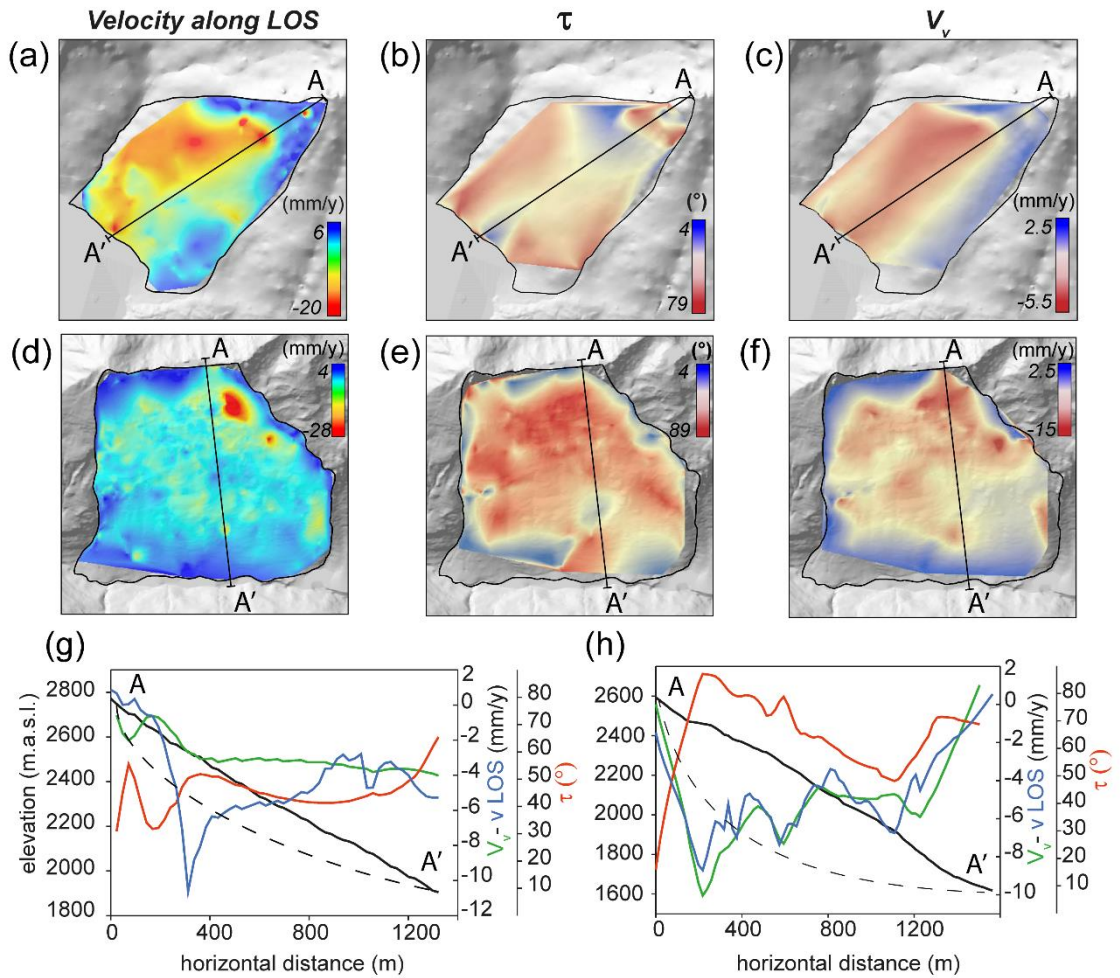 Velocity along LOS τ V_v
(a) (b) (c)
A A A
(mm/y) (°) (mm/y)
6 4 2.5
A' A' A'
-20 79 -5.5
(d) (e) (f)
A (mm/y) A (°) A (mm/y)
4 4 2.5
-28 89 -15
A' A' A'
(g) (h)
elevation (m.a.s.l.)
2800
2600
2400
2200
2000
1800
A
A'
0 400 800 1200
horizontal distance (m)
2
0
-2
-4
-6
-8
-10
-12
V_v - v LOS (mm/y)
80
70
60
50
40
30
20
10
τ (°)
2600
2400
2200
2000
1800
1600
A
A'
0 400 800 1200
horizontal distance (m)
2
0
-2
-4
-6
-8
-10
V_v - v LOS (mm/y)
80
70
60
50
40
30
20
10
τ (°)